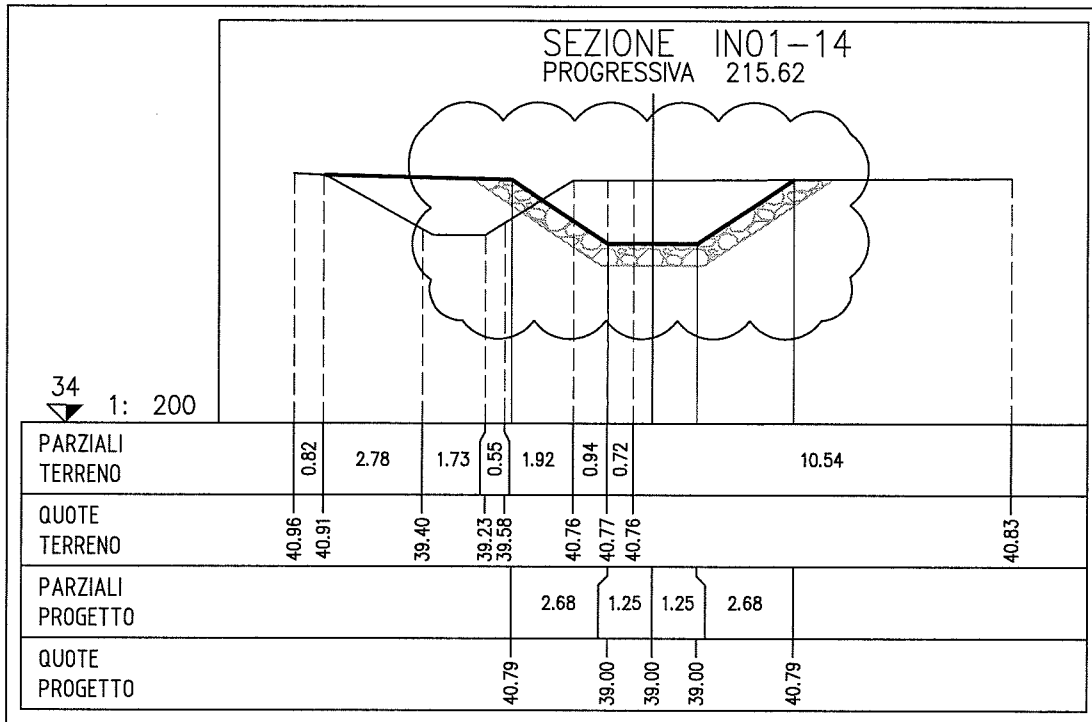 SEZIONE IN01-14
PROGRESSIVA 215.62
34
1: 200
PARZIALI
TERRENO
0.82 2.78 1.73 0.55 1.92 0.94 0.72 10.54
QUOTE
TERRENO
40.96 40.91 39.40 39.23 39.58 40.76 40.77 40.76 40.83
PARZIALI
PROGETTO
2.68 1.25 1.25 2.68
QUOTE
PROGETTO
40.79 39.00 39.00 39.00 40.79